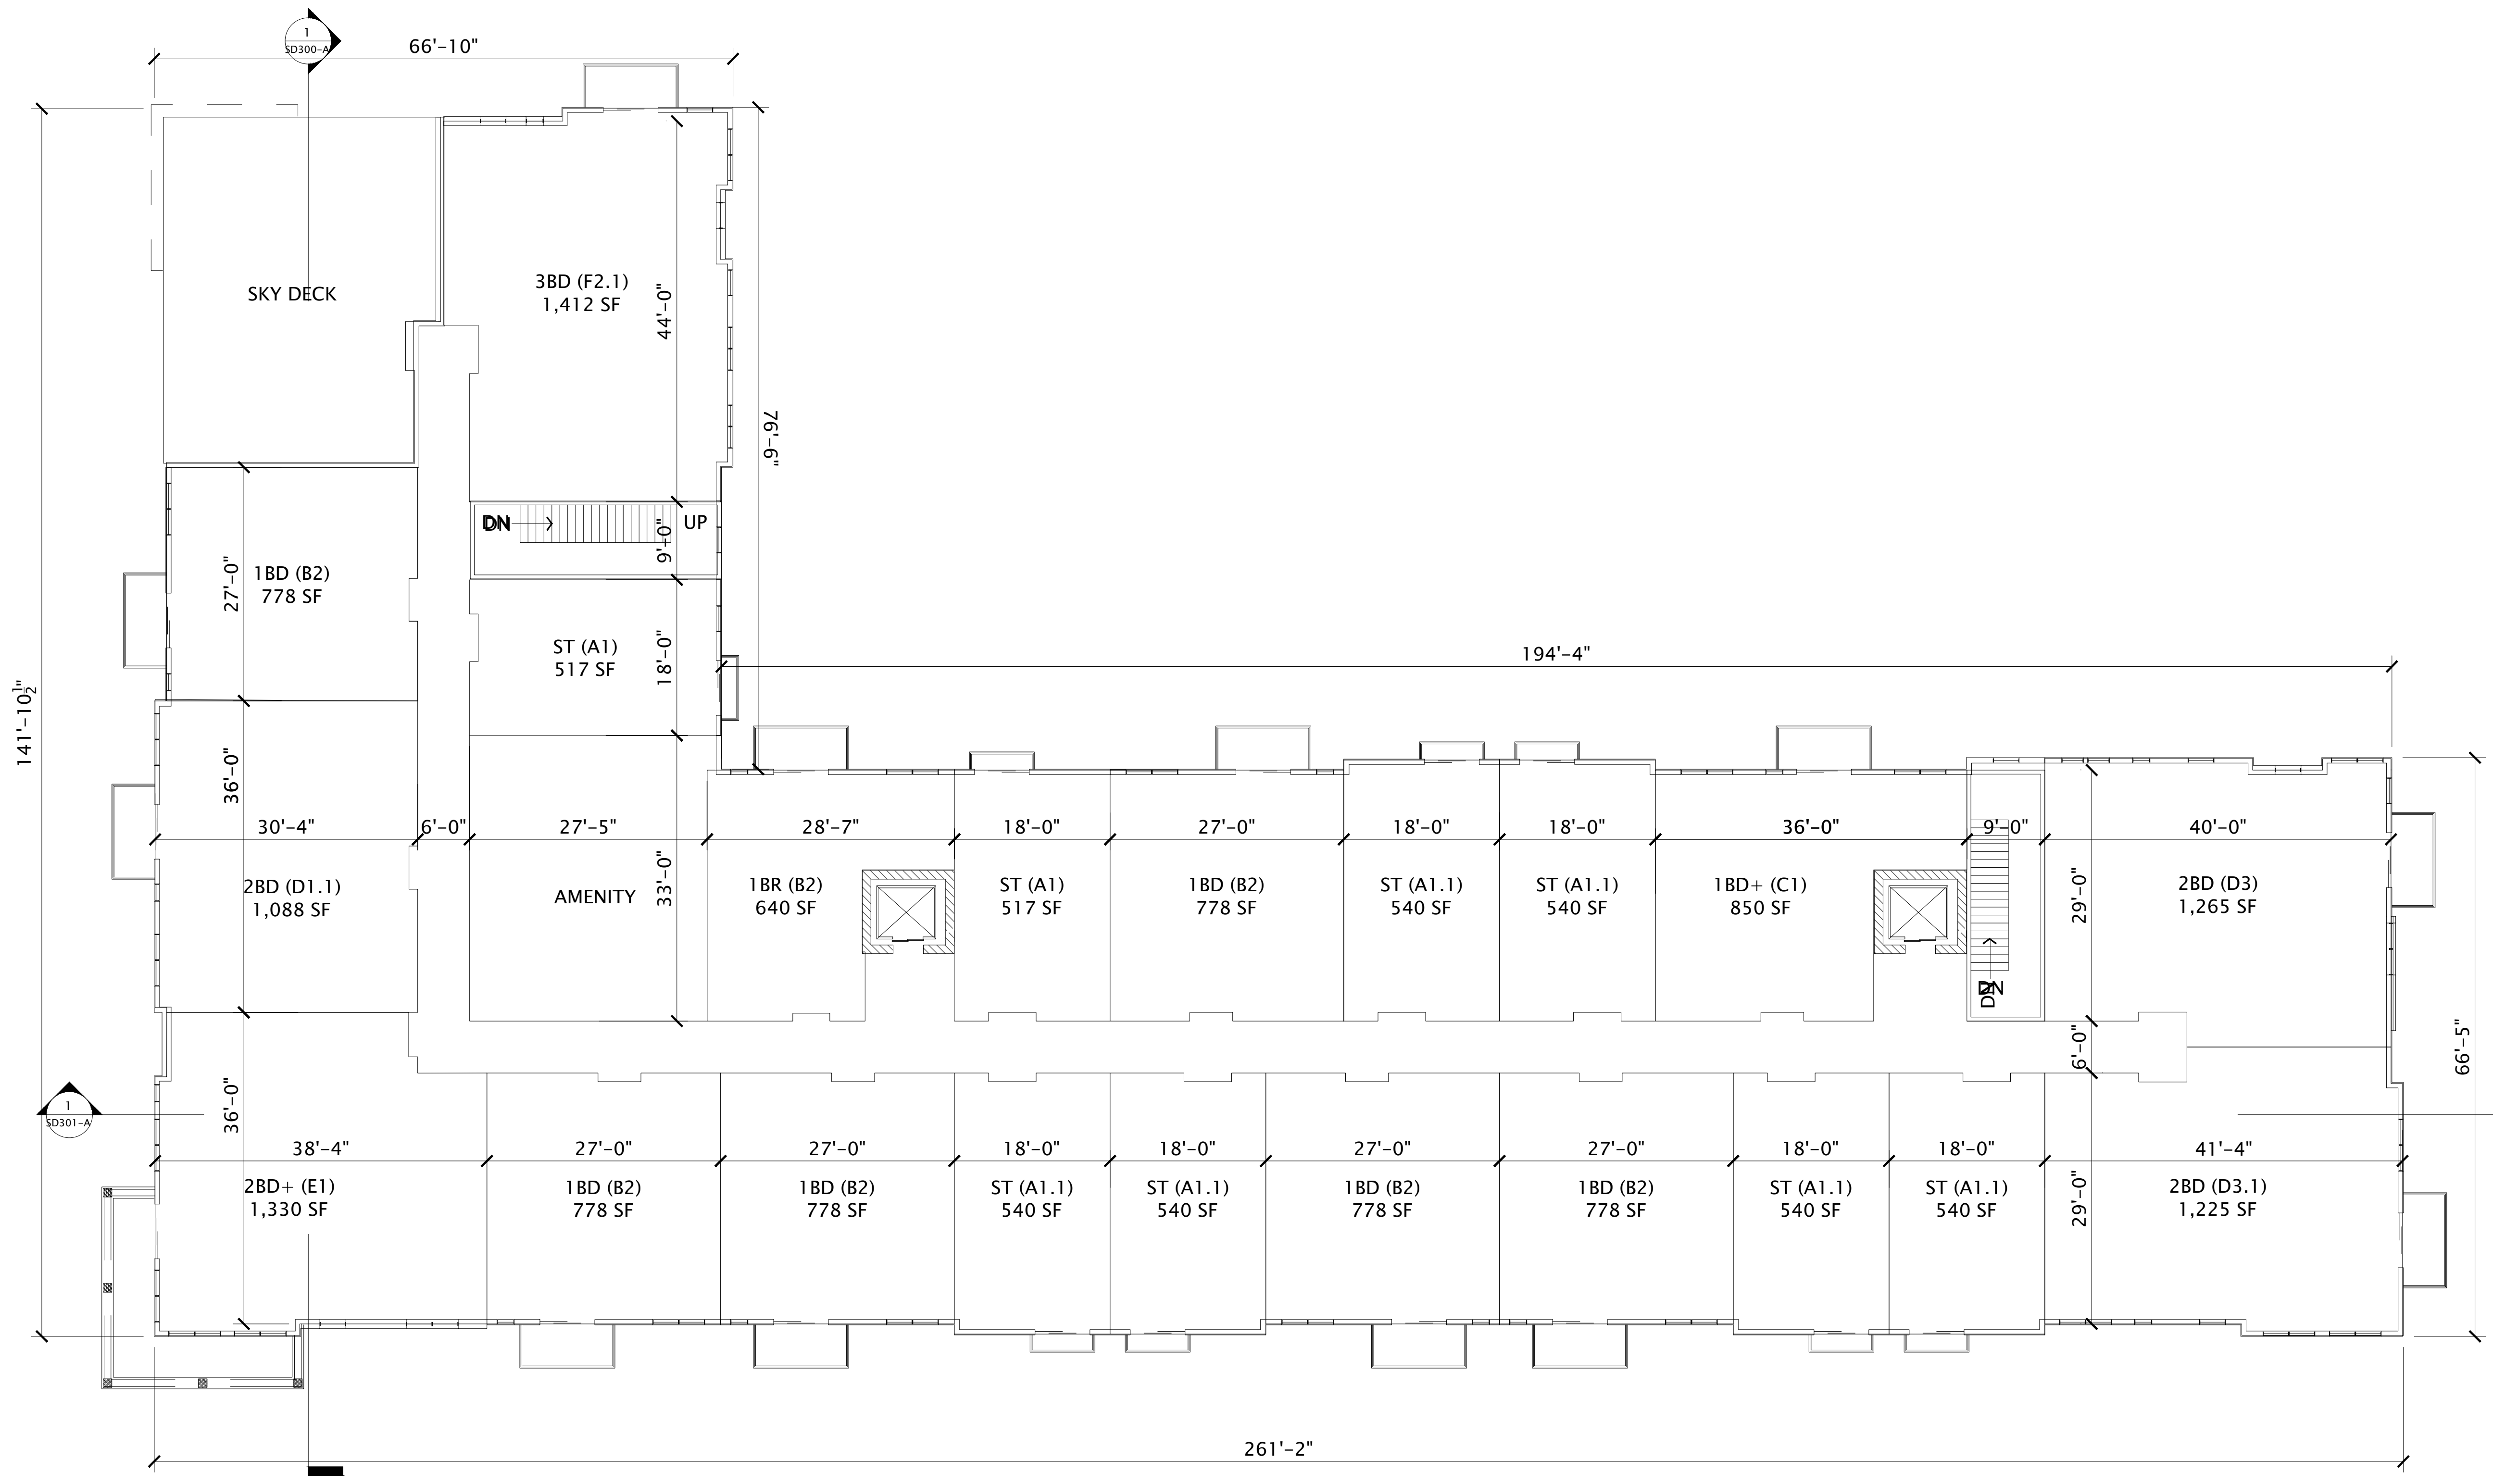 1
SD300-A
66'-10"
SKY DECK
3BD (F2.1)
1,412 SF
44'-0"
76'-6"
DN
UP
9'-0"
1BD (B2)
778 SF
27'-0"
ST (A1)
517 SF
18'-0"
194'-4"
141'-10½"
36'-0"
30'-4"
6'-0"
27'-5"
28'-7"
18'-0"
27'-0"
18'-0"
18'-0"
36'-0"
9'-0"
40'-0"
2BD (D1.1)
1,088 SF
AMENITY
33'-0"
1BR (B2)
640 SF
ST (A1)
517 SF
1BD (B2)
778 SF
ST (A1.1)
540 SF
ST (A1.1)
540 SF
1BD+ (C1)
850 SF
DN
29'-0"
2BD (D3)
1,265 SF
6'-0"
66'-5"
1
SD301-A
36'-0"
38'-4"
27'-0"
27'-0"
18'-0"
18'-0"
27'-0"
27'-0"
18'-0"
18'-0"
41'-4"
2BD+ (E1)
1,330 SF
1BD (B2)
778 SF
1BD (B2)
778 SF
ST (A1.1)
540 SF
ST (A1.1)
540 SF
1BD (B2)
778 SF
1BD (B2)
778 SF
ST (A1.1)
540 SF
ST (A1.1)
540 SF
29'-0"
2BD (D3.1)
1,225 SF
261'-2"